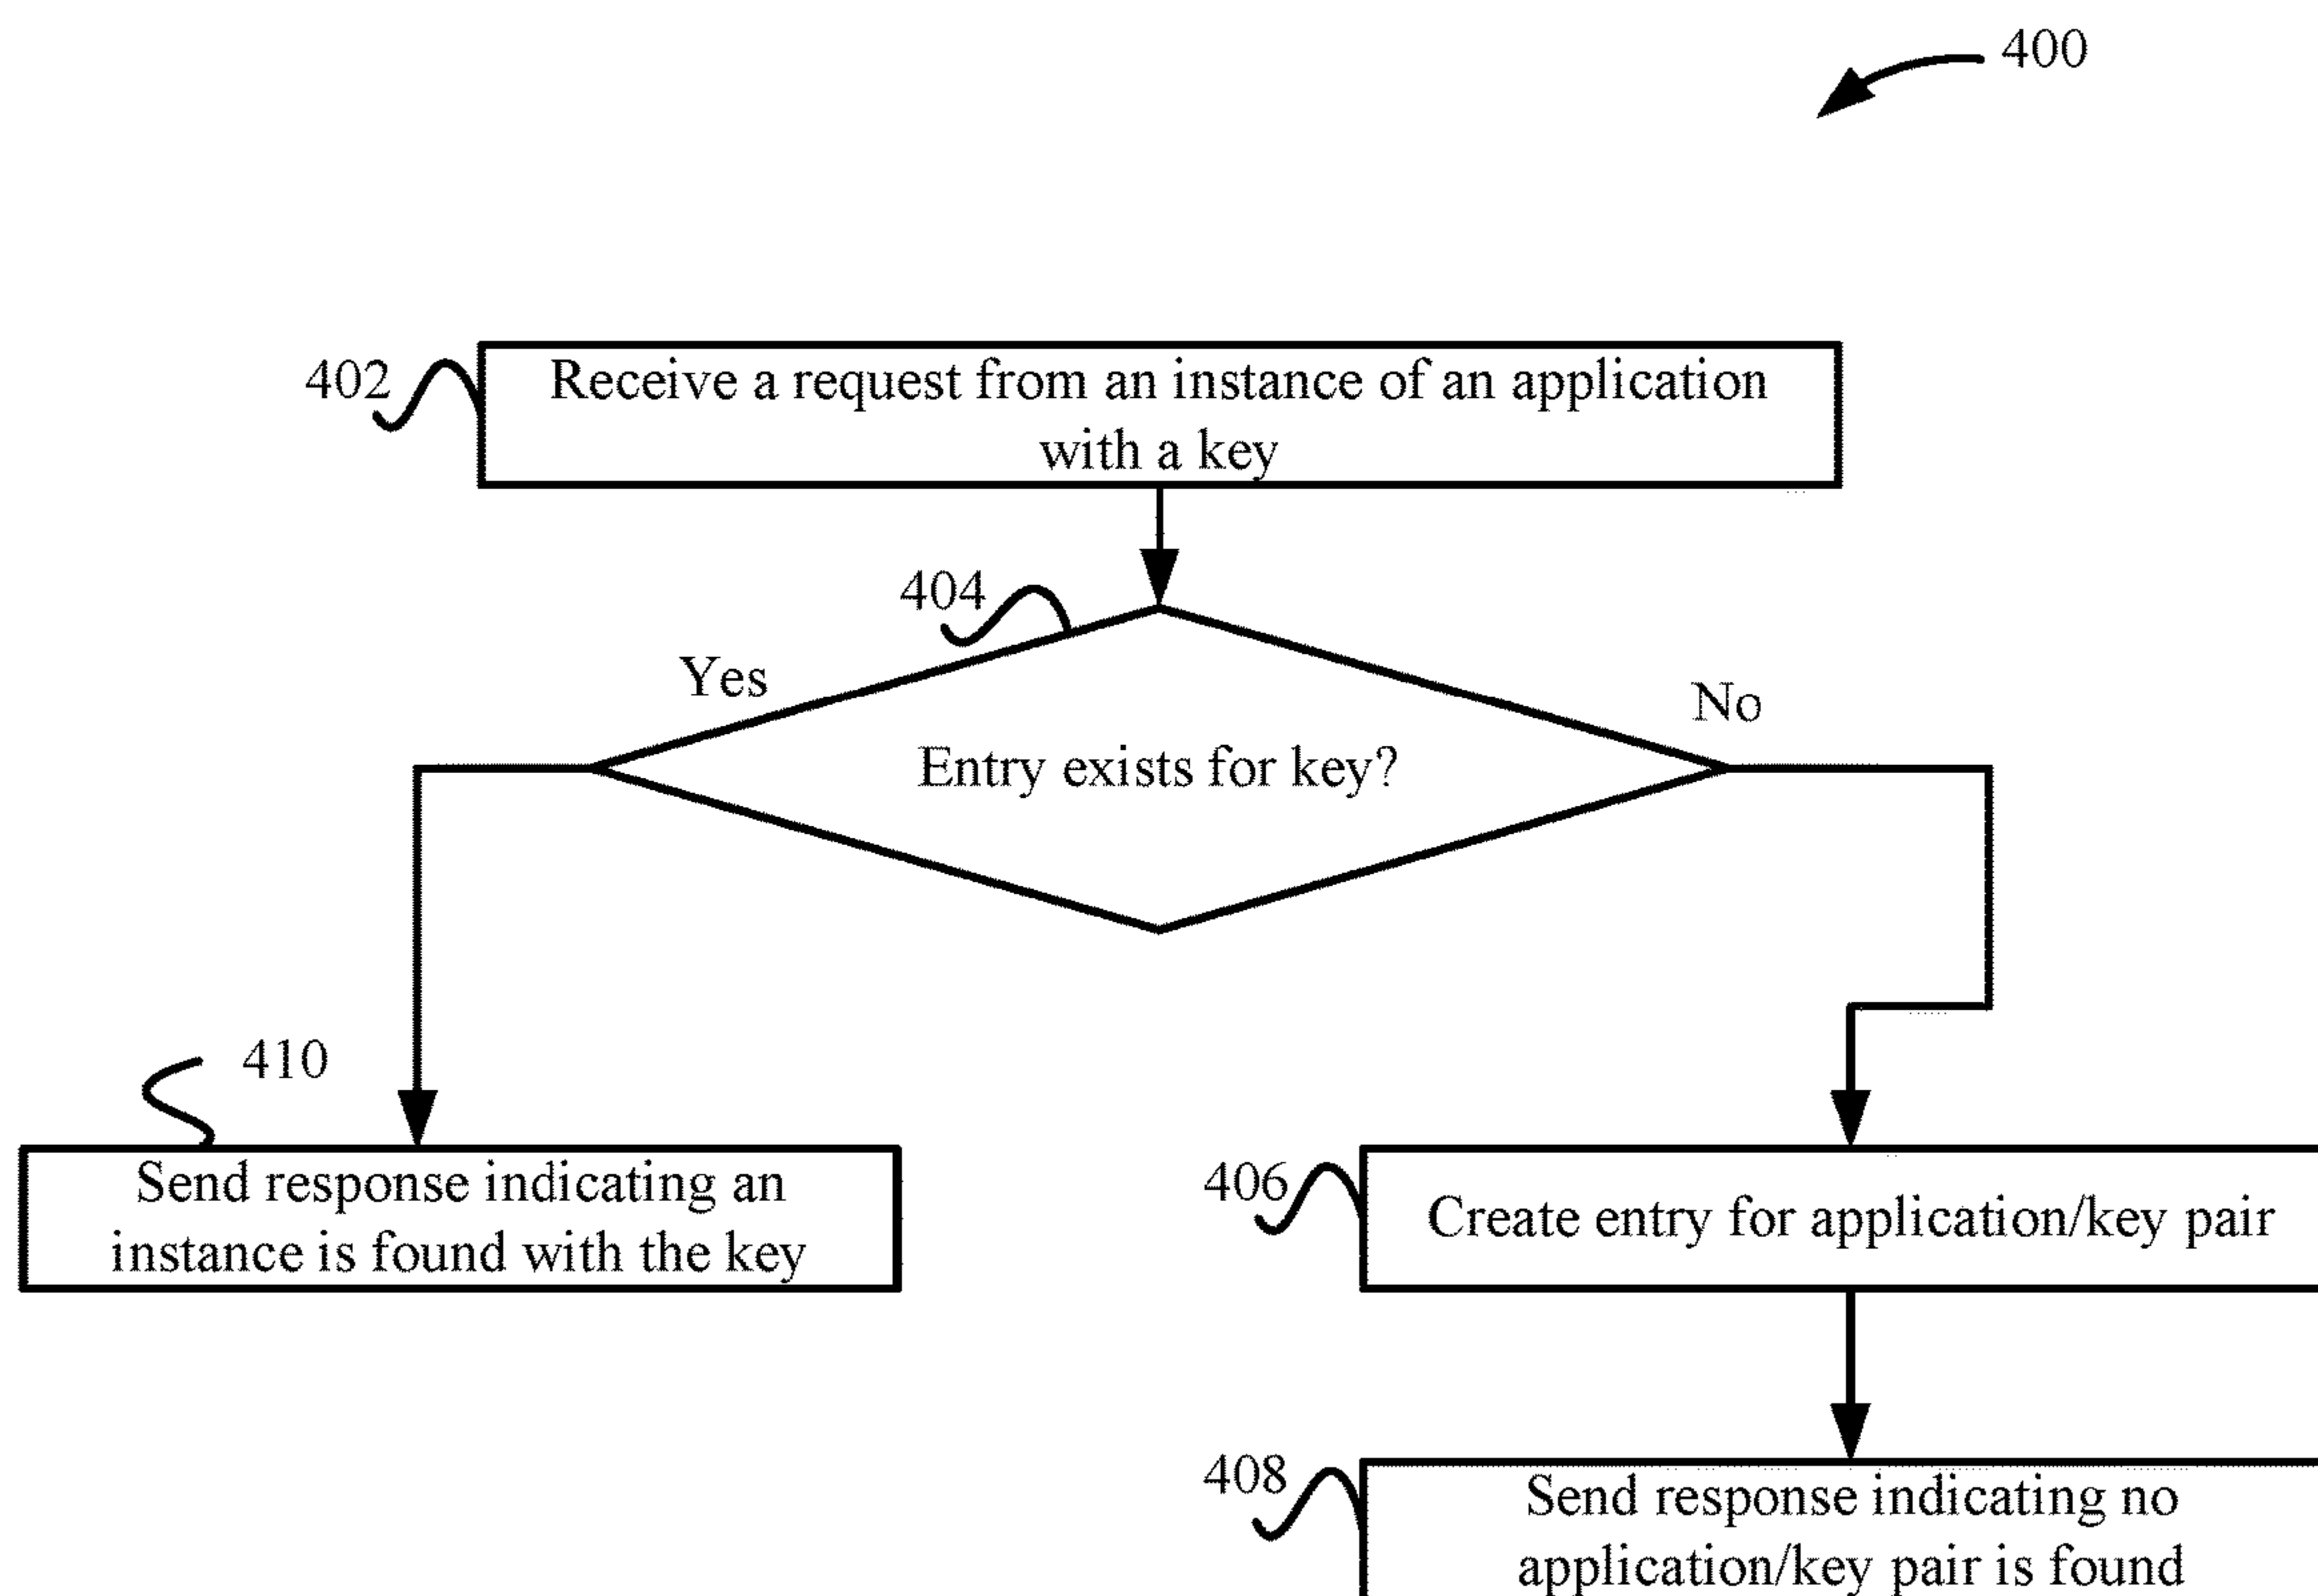 400
402
Receive a request from an instance of an application
with a key
404
Yes
No
Entry exists for key?
410
Send response indicating an
instance is found with the key
406
Create entry for application/key pair
408
Send response indicating no
application/key pair is found